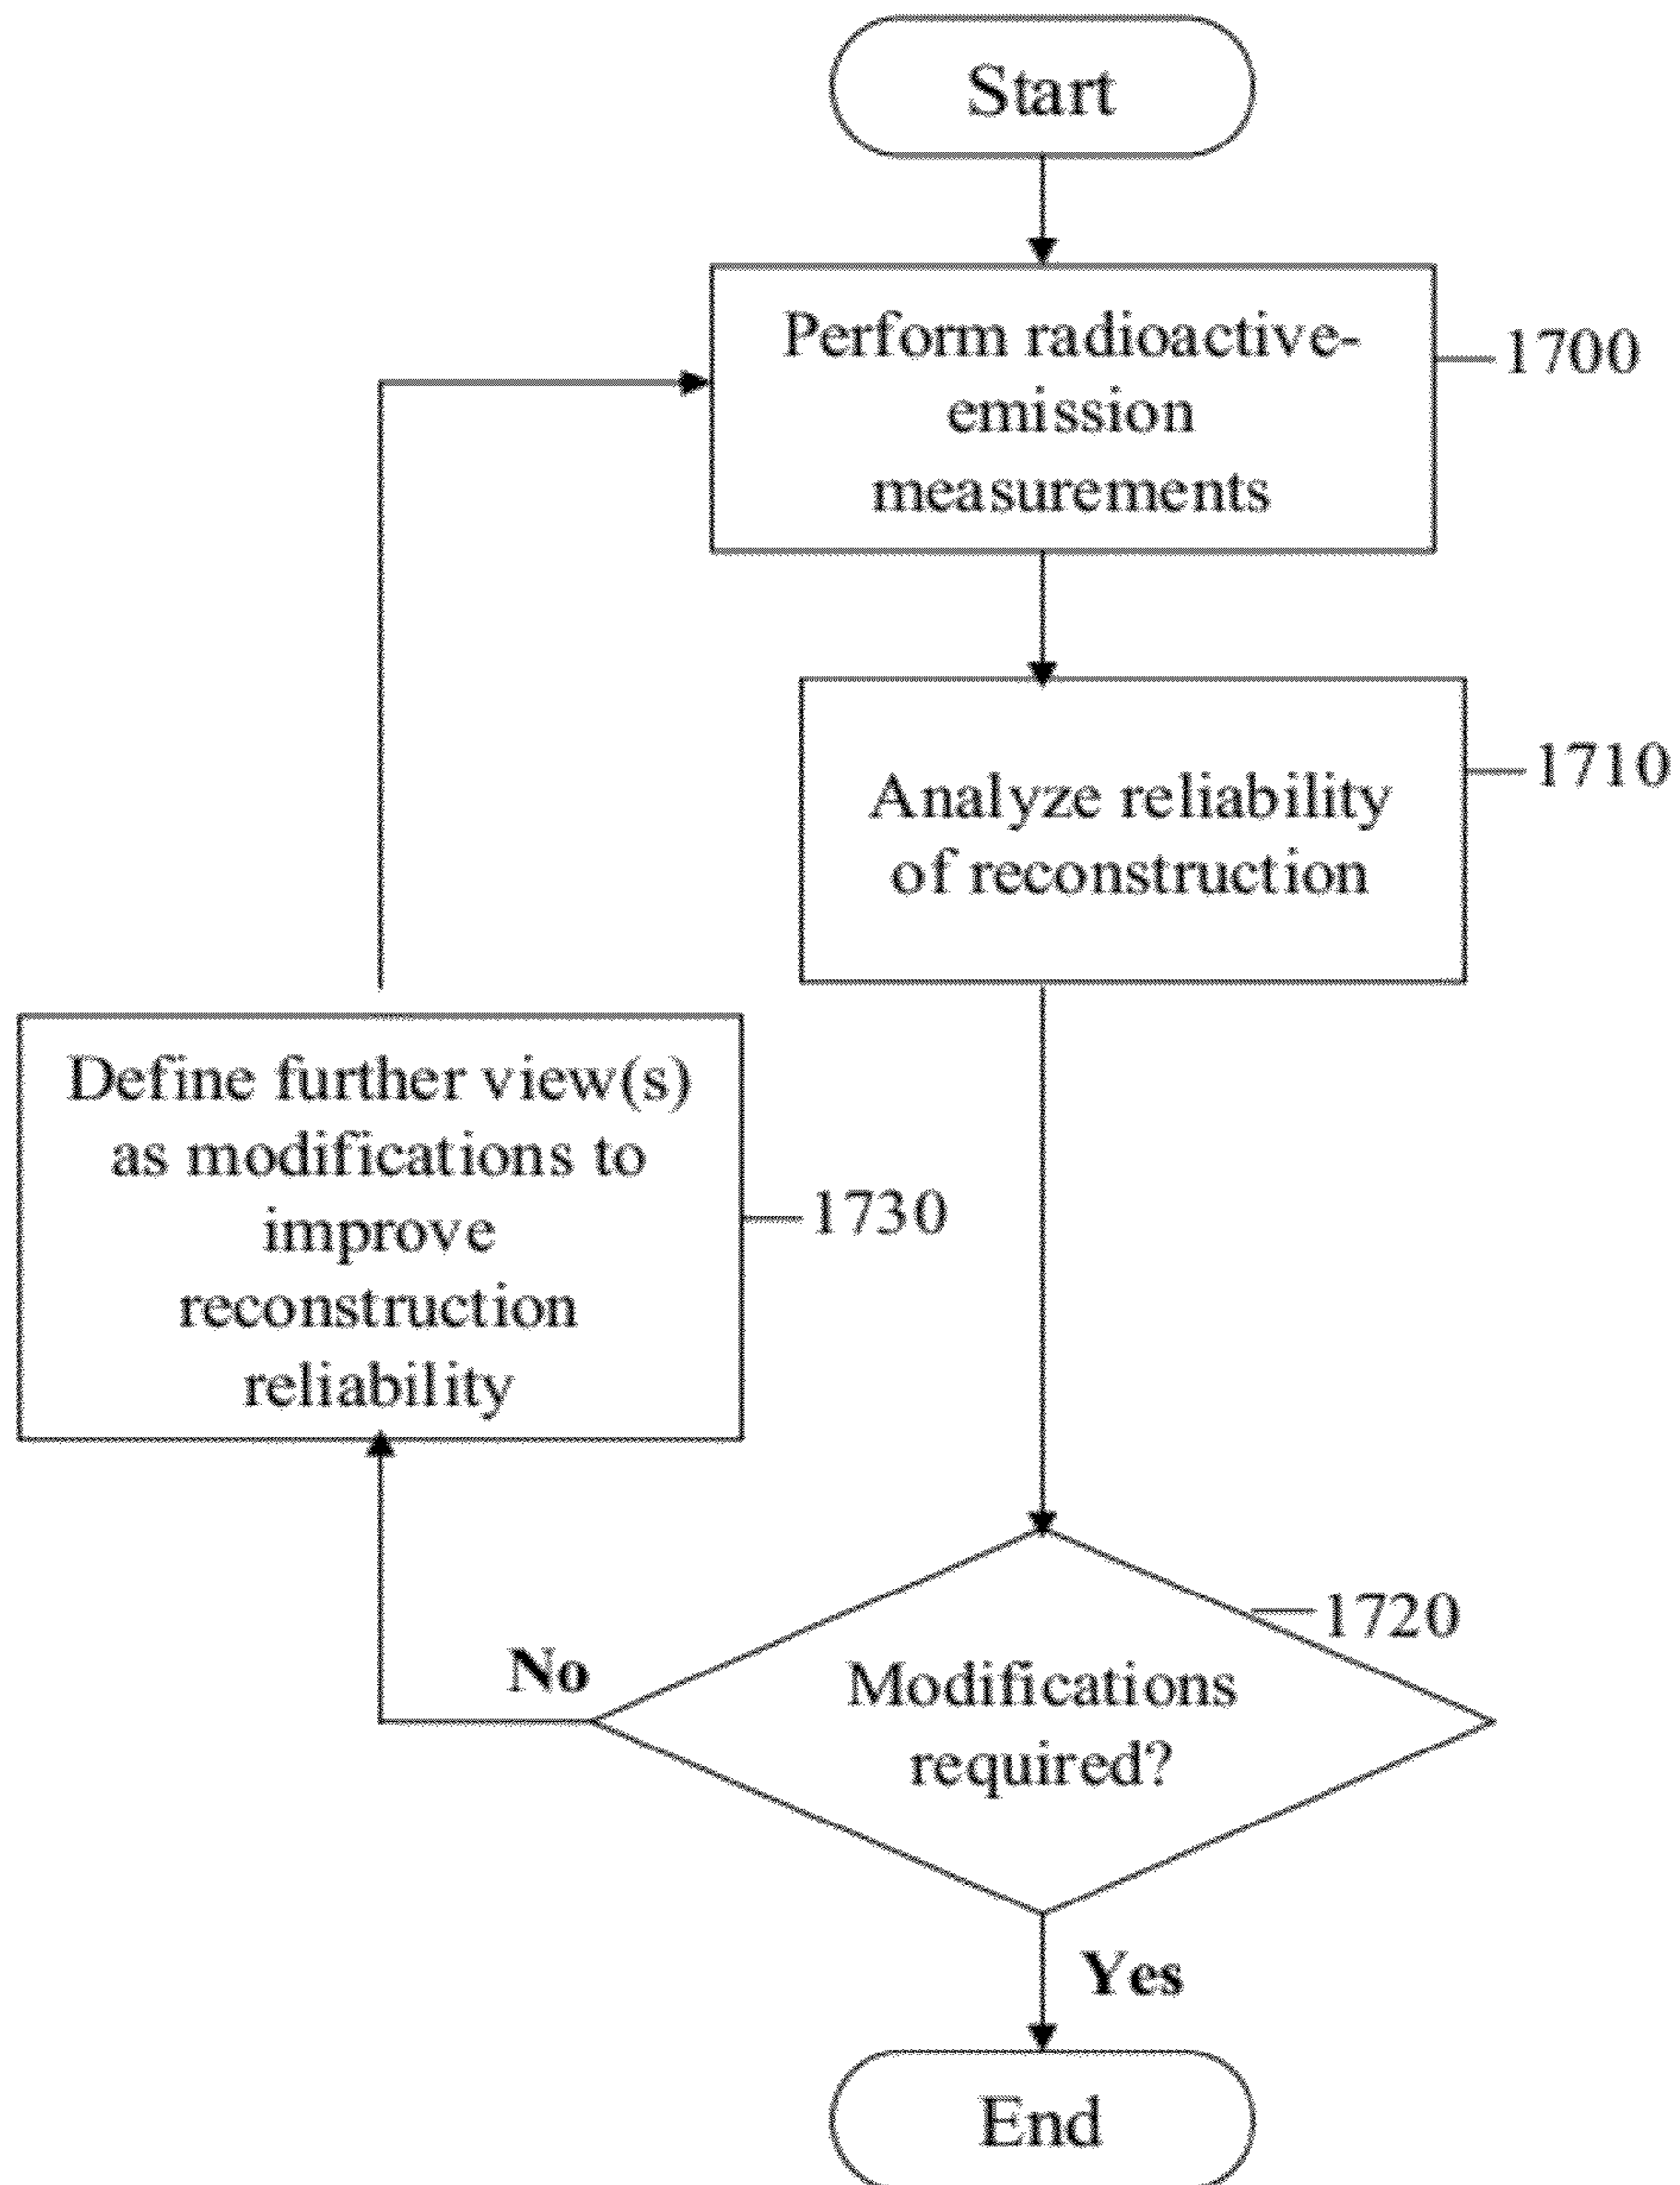 Start
Perform radioactive-
emission
measurements
1700
Analyze reliability
of reconstruction
1710
Define further view(s)
as modifications to
improve
reconstruction
reliability
1730
1720
No
Modifications
required?
Yes
End